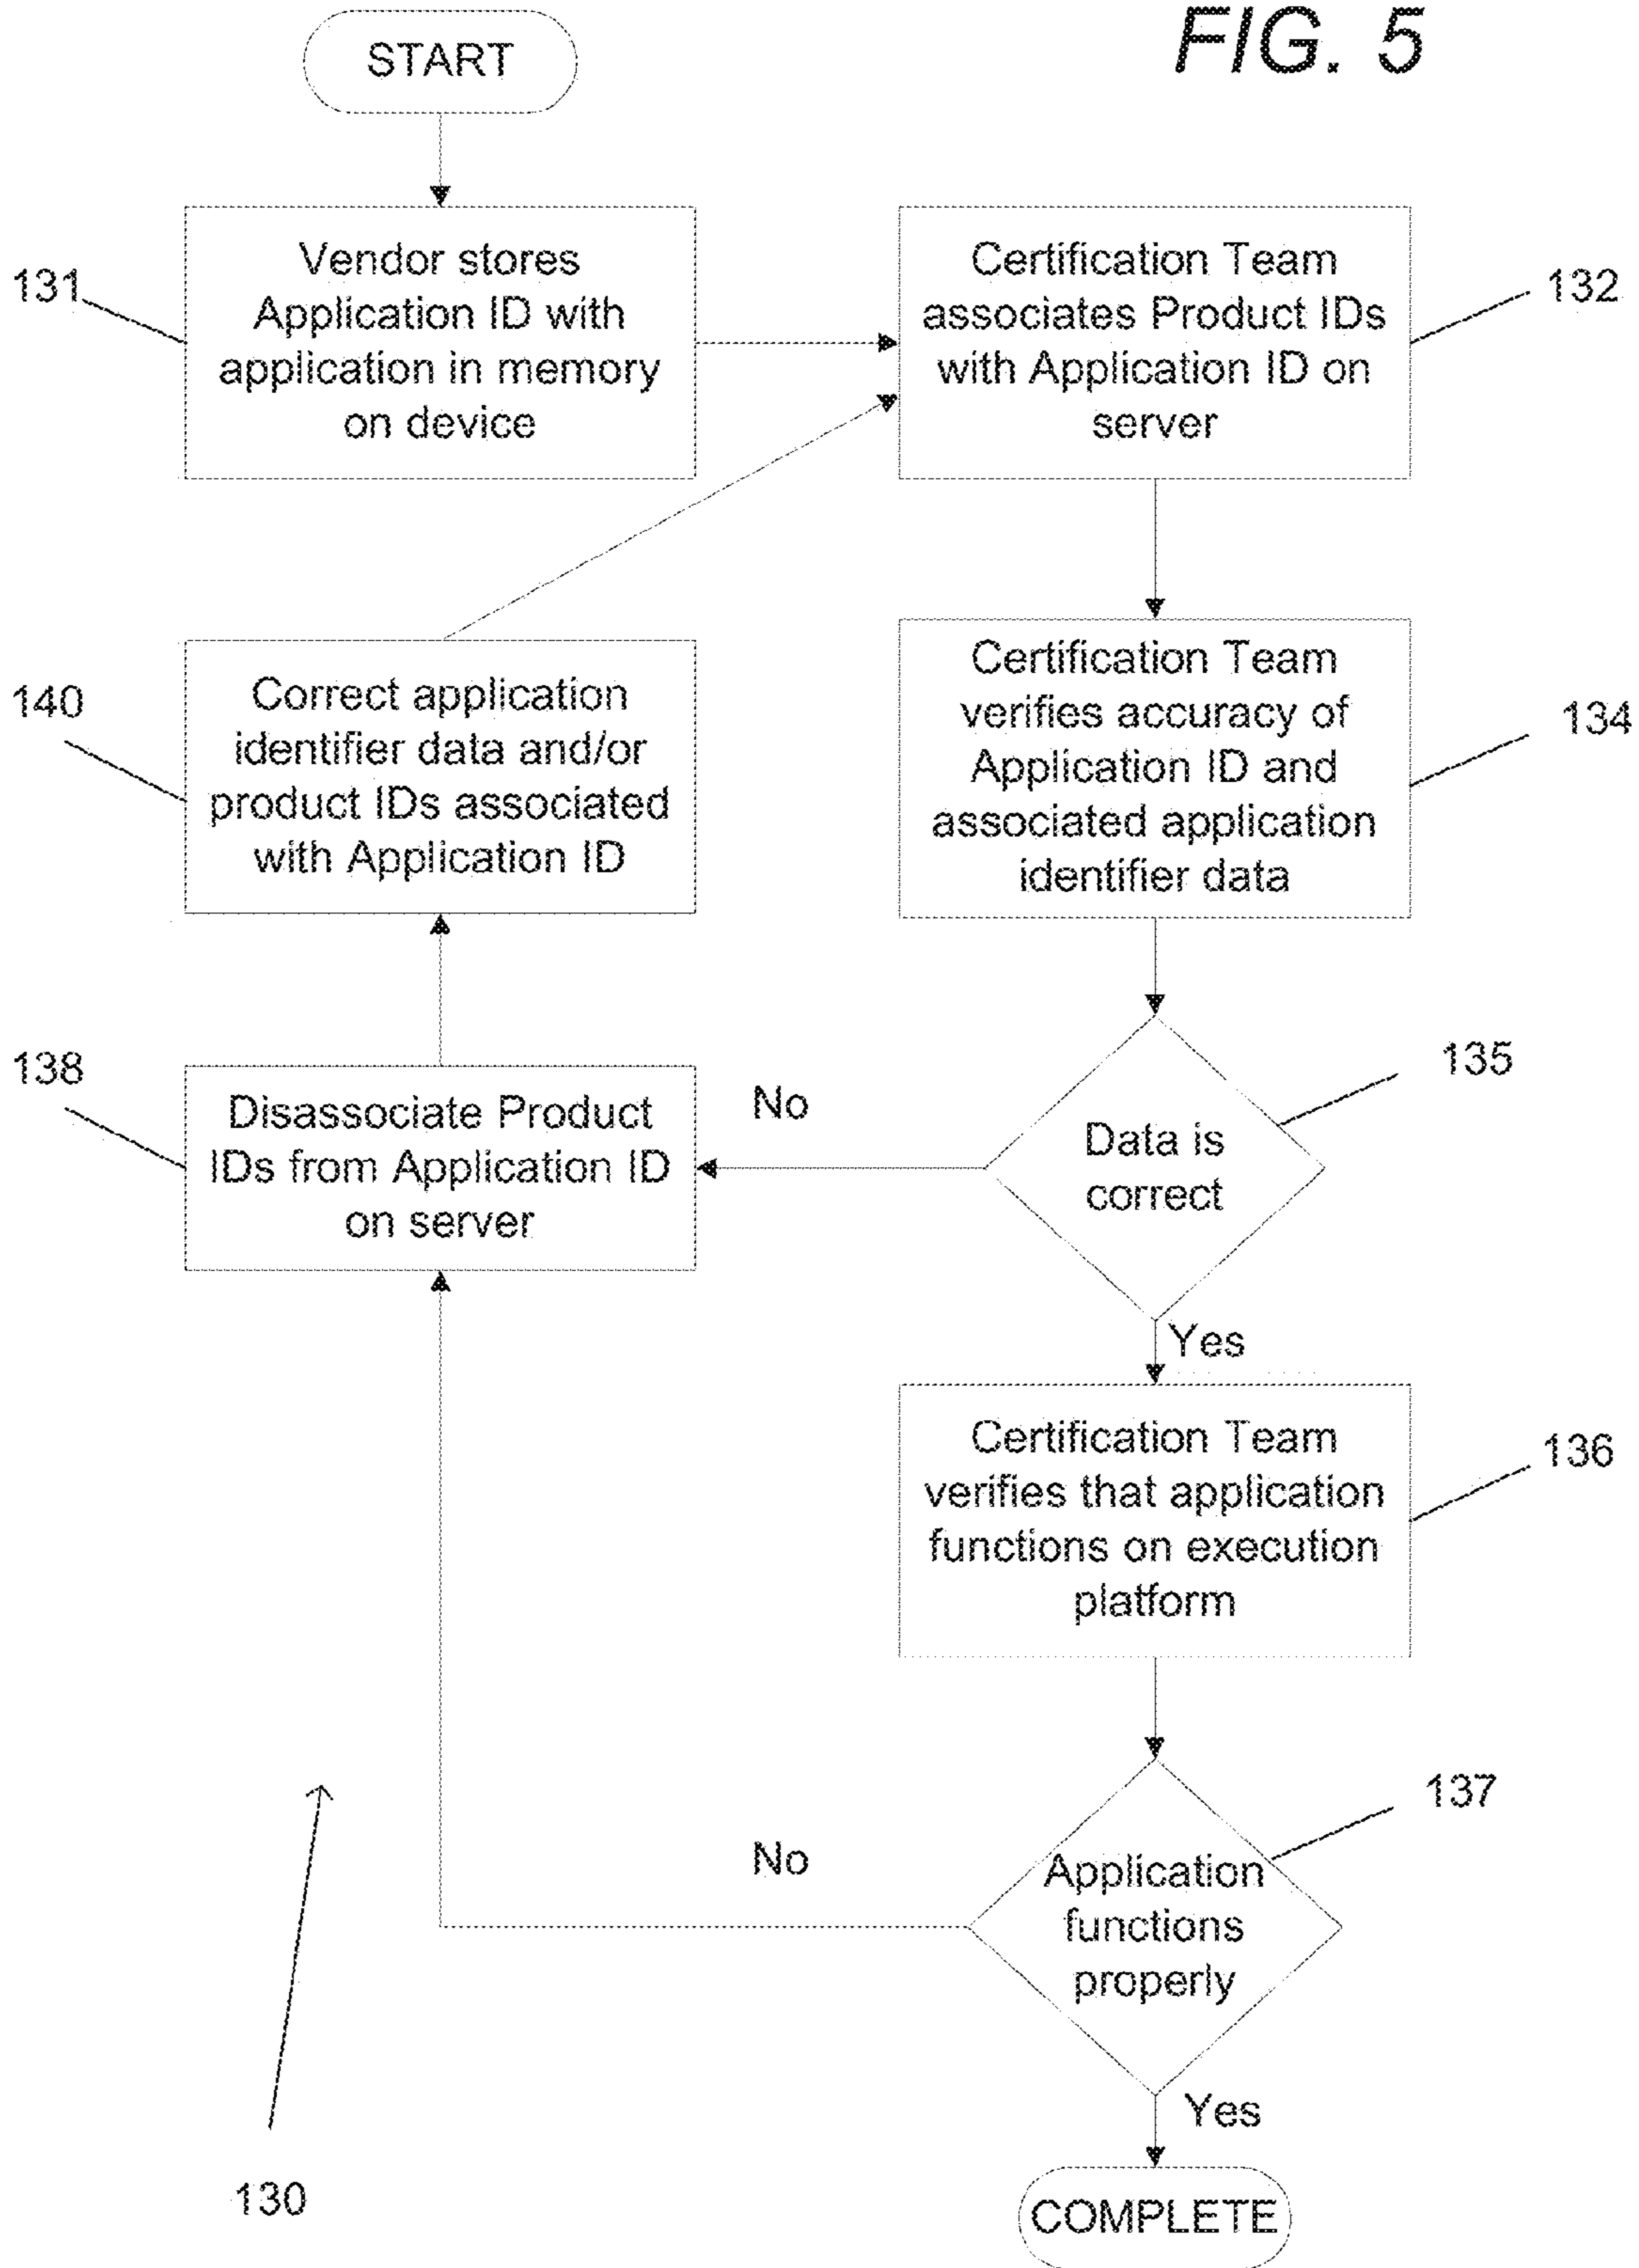 FIG. 5
START
131
Vendor stores
Application ID with
application in memory
on device
Certification Team
associates Product IDs
with Application ID on
server
132
140
Correct application
identifier data and/or
product IDs associated
with Application ID
Certification Team
verifies accuracy of
Application ID and
associated application
identifier data
134
138
Disassociate Product
IDs from Application ID
on server
No
Data is
correct
135
Yes
Certification Team
verifies that application
functions on execution
platform
136
No
Application
functions
properly
137
Yes
130
COMPLETE